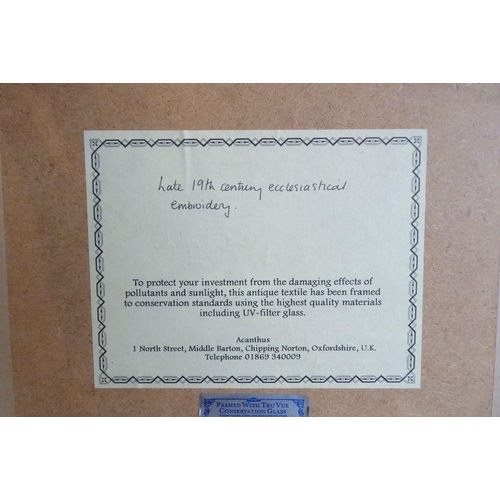 Late 19th century ecclesiastical
embroidery.
To protect your investment from the damaging effects of
pollutants and sunlight, this antique textile has been framed
to conservation standards using the highest quality materials
including UV-filter glass.
Acanthus
1 North Street, Middle Barton, Chipping Norton, Oxfordshire, U.K.
Telephone 01869 340009
FRAMED WITH TRU VUE
CONSERVATION GLASS